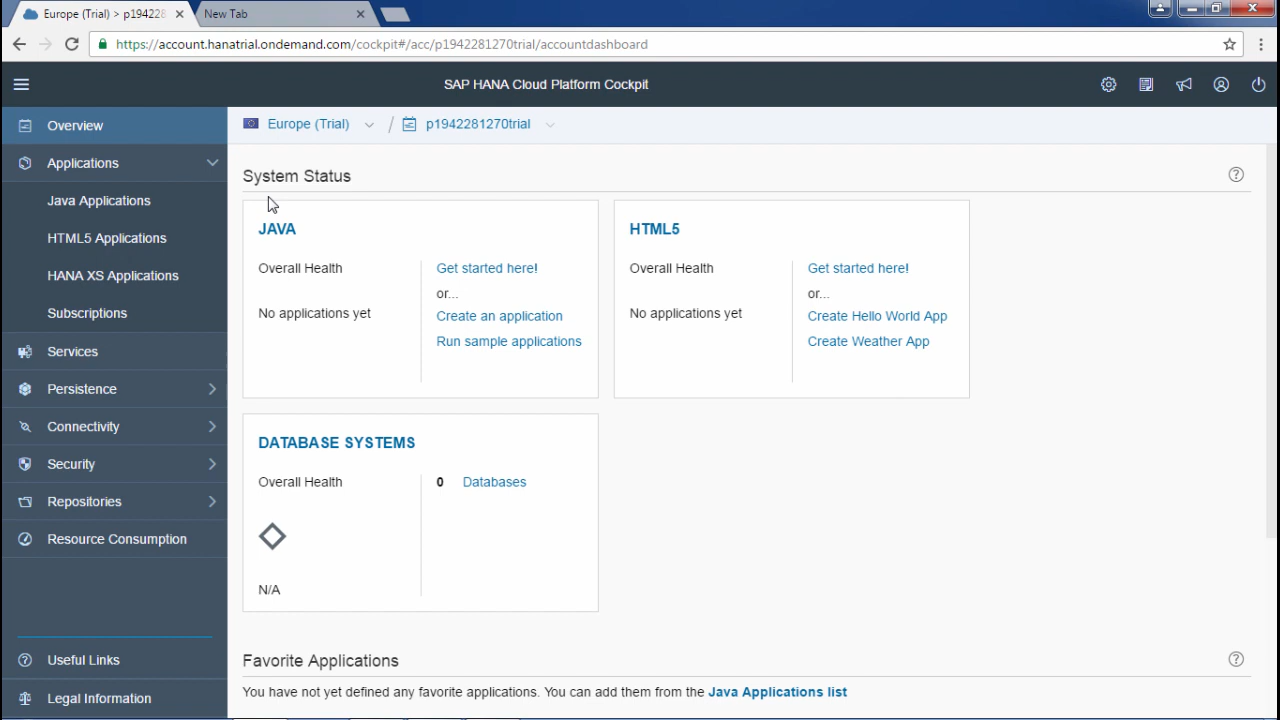 Europe (Trial) > p19422
New Tab
https://account.hanatrial.ondemand.com/cockpit#/acc/p1942281270trial/accountdashboard
SAP HANA Cloud Platform Cockpit
Overview
Applications
Java Applications
HTML5 Applications
HANA XS Applications
Subscriptions
Services
Persistence
Connectivity
Security
Repositories
Resource Consumption
Useful Links
Legal Information
Europe (Trial) / p1942281270trial
System Status
JAVA
Overall Health
No applications yet
Get started here!
or...
Create an application
Run sample applications
HTML5
Overall Health
No applications yet
Get started here!
or...
Create Hello World App
Create Weather App
DATABASE SYSTEMS
Overall Health
N/A
0 Databases
Favorite Applications
You have not yet defined any favorite applications. You can add them from the Java Applications list